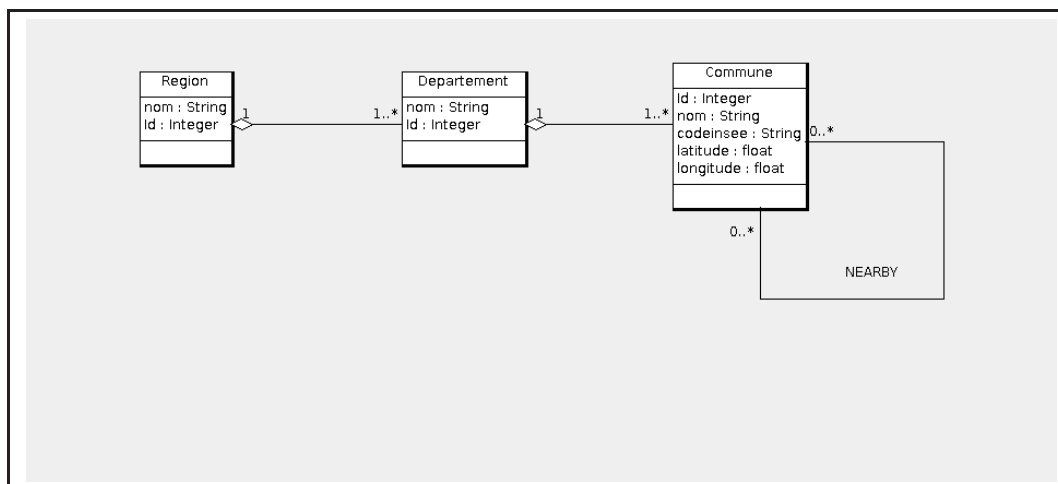 Region
nom : String
Id : Integer
1
1..*
Departement
nom : String
Id : Integer
1
1..*
Commune
Id : Integer
nom : String
codeinsee : String
latitude : float
longitude : float
0..*
0..*
NEARBY